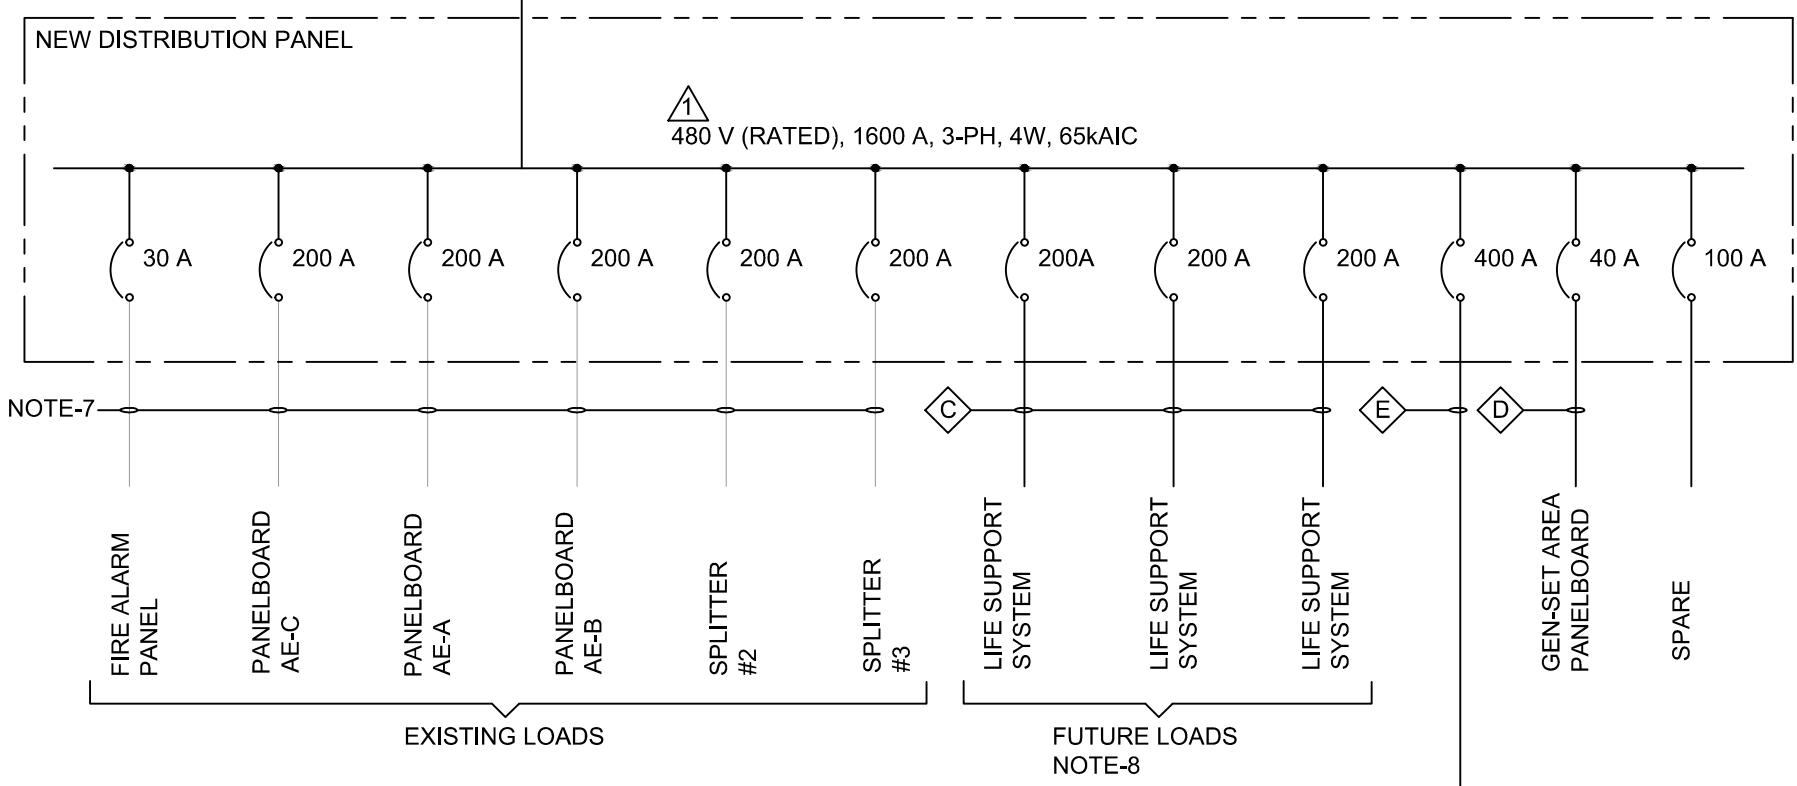 NEW DISTRIBUTION PANEL
1
480 V (RATED), 1600 A, 3-PH, 4W, 65kAIC
30 A
200 A
200 A
200 A
200 A
200 A
200A
200 A
200 A
400 A
40 A
100 A
NOTE-7
C
E
D
FIRE ALARM
PANEL
PANELBOARD
AE-C
PANELBOARD
AE-A
PANELBOARD
AE-B
SPLITTER
#2
SPLITTER
#3
LIFE SUPPORT
SYSTEM
LIFE SUPPORT
SYSTEM
LIFE SUPPORT
SYSTEM
GEN-SET AREA
PANELBOARD
SPARE
EXISTING LOADS
FUTURE LOADS
NOTE-8